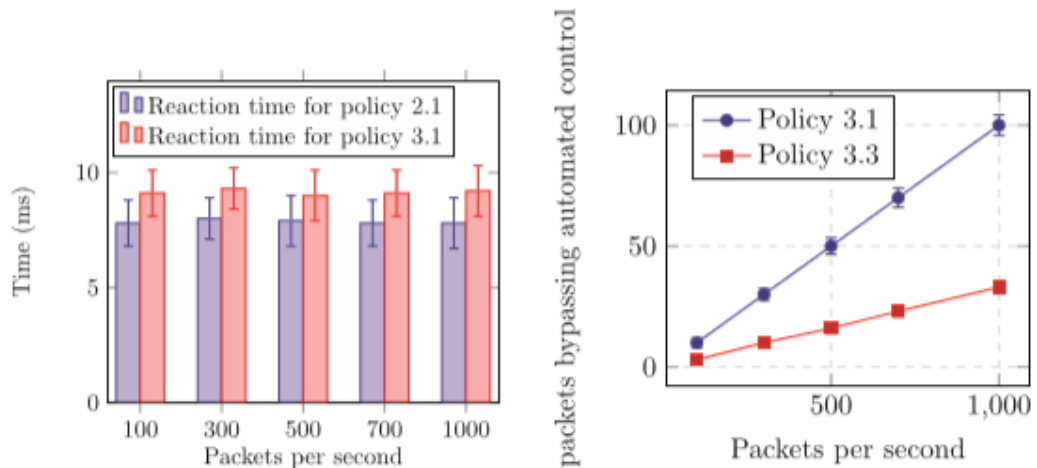 Reaction time for policy 2.1
Reaction time for policy 3.1
Time (ms)
10
5
0
100 300 500 700 1000
Packets per second
packets bypassing automated control
Policy 3.1
Policy 3.3
100
50
0
500 1,000
Packets per second